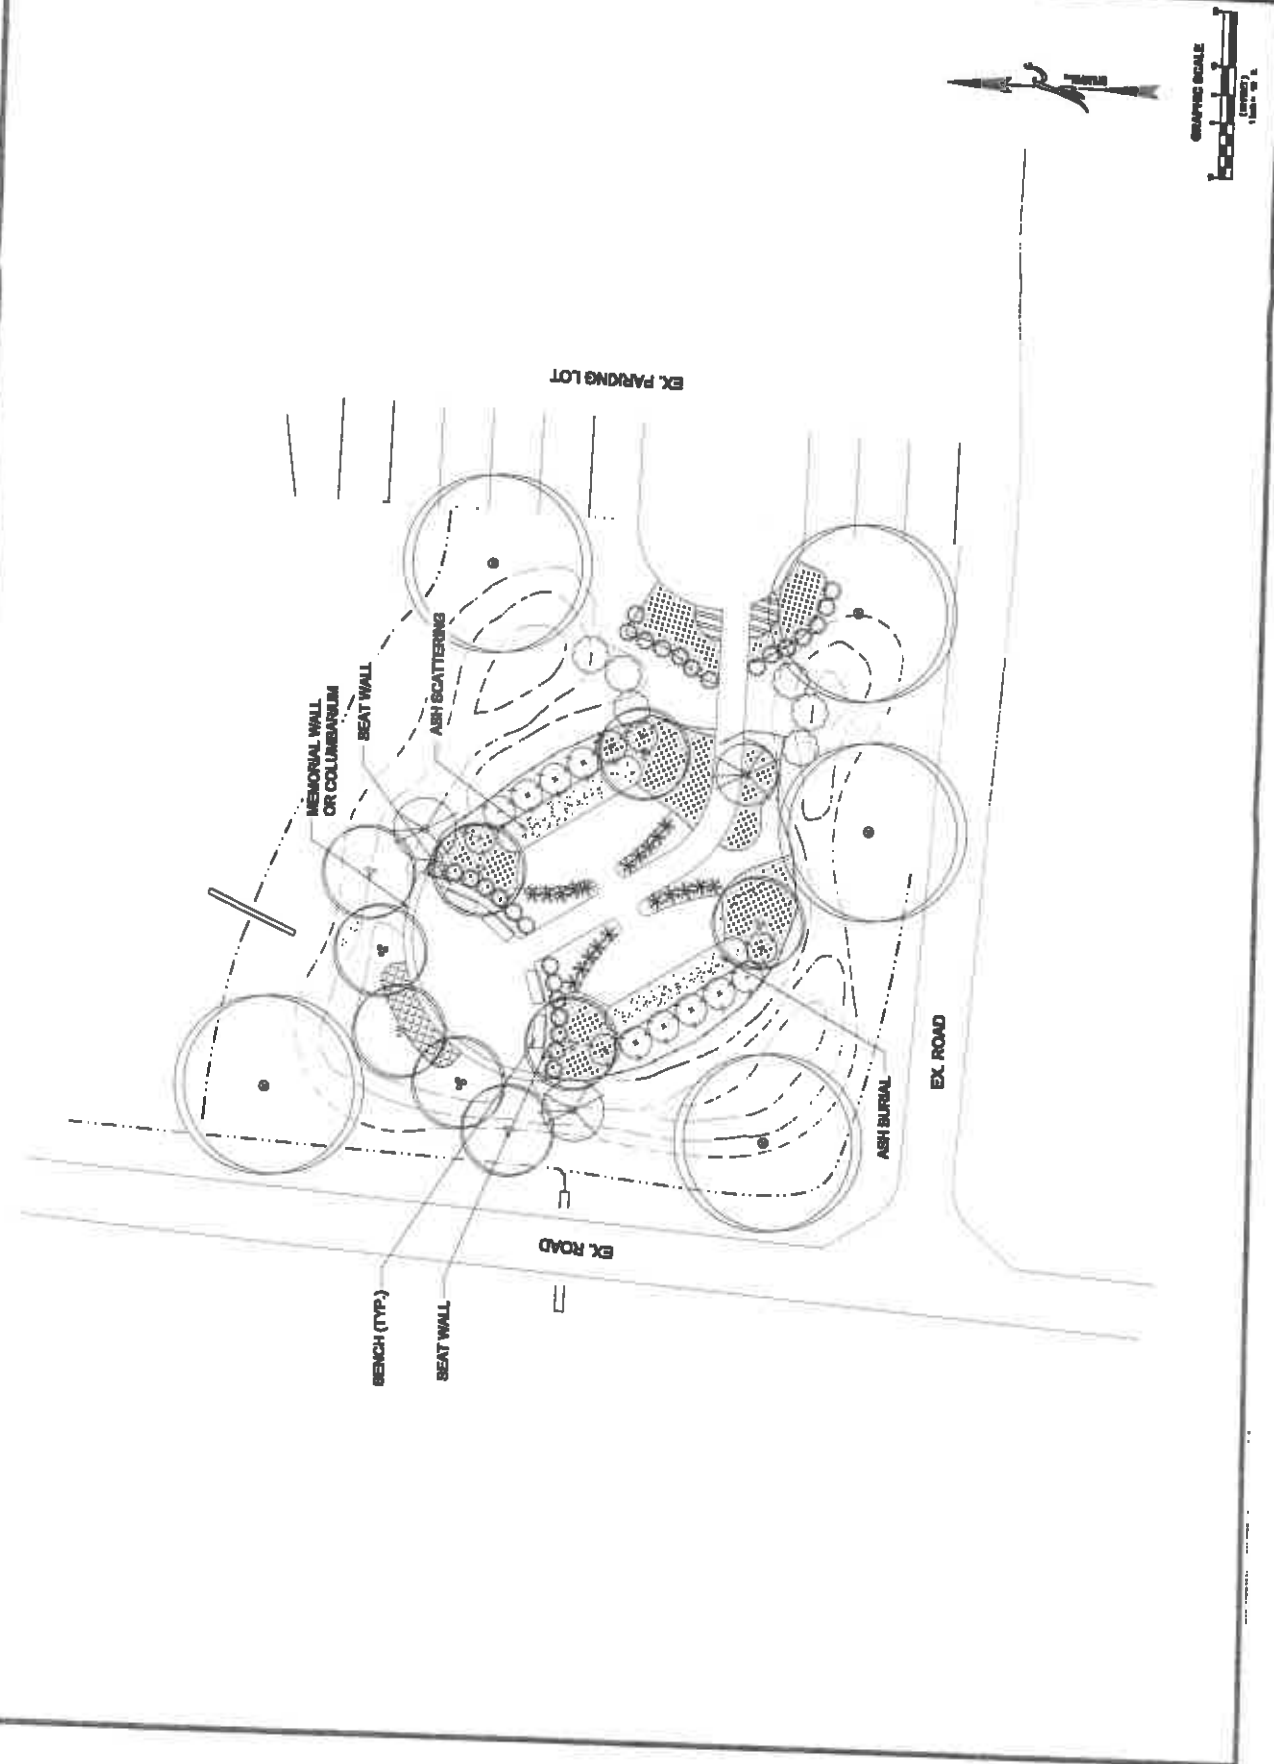 MEMORIAL WALL
OR COLUMBARIUM
SEAT WALL
ASH SCATTERING
EX. PARKING LOT
BENCH (TYP.)
SEAT WALL
EX. ROAD
ASH BURIAL
EX. ROAD
GRAPHIC SCALE